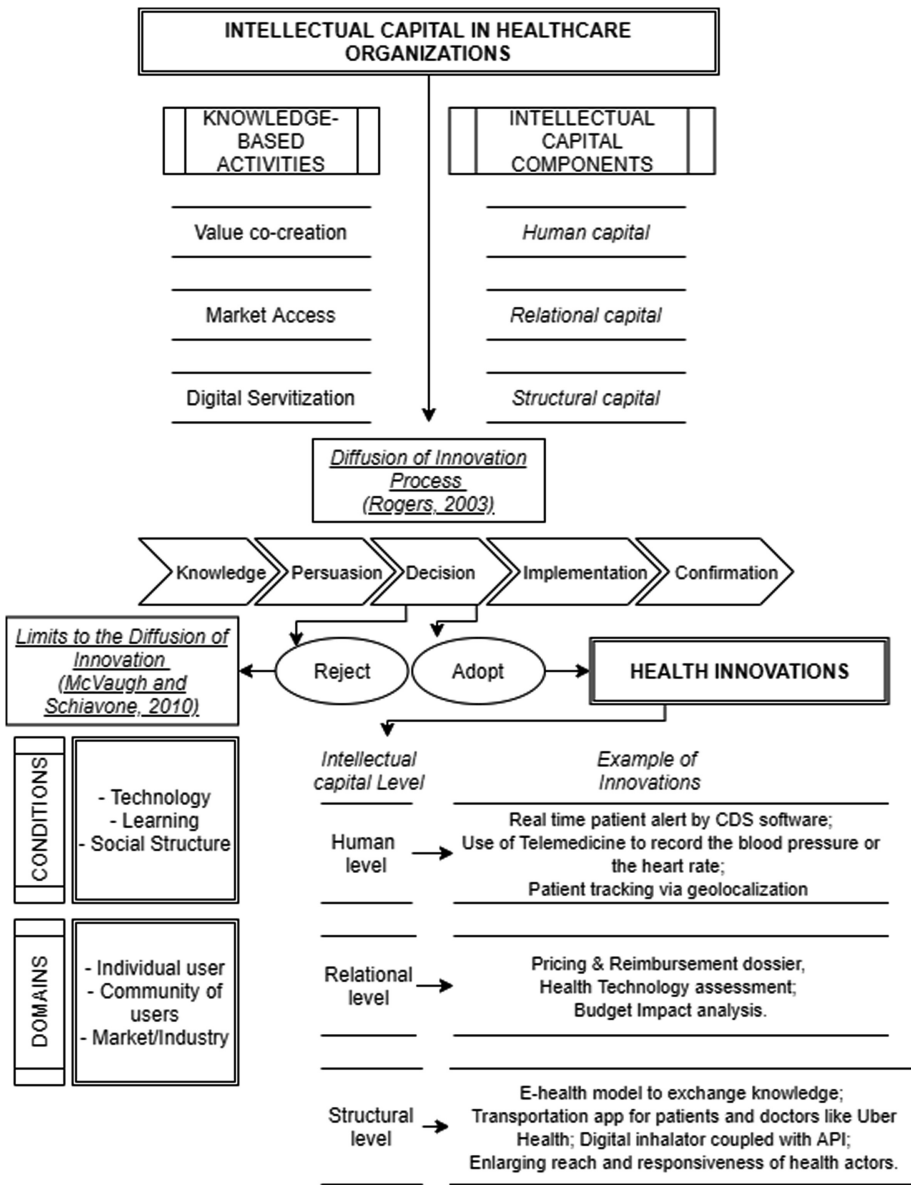 INTELLECTUAL CAPITAL IN HEALTHCARE
ORGANIZATIONS
KNOWLEDGE-
BASED
ACTIVITIES
INTELLECTUAL
CAPITAL
COMPONENTS
Value co-creation
Human capital
Market Access
Relational capital
Digital Servitization
Structural capital
Diffusion of Innovation
Process
(Rogers, 2003)
Knowledge
Persuasion
Decision
Implementation
Confirmation
Limits to the Diffusion of
Innovation
(McVaugh and
Schiavone, 2010)
Reject
Adopt
HEALTH INNOVATIONS
CONDITIONS
- Technology
- Learning
- Social Structure
DOMAINS
- Individual user
- Community of
users
- Market/Industry
Intellectual
capital Level
Example of
Innovations
Human
level
Real time patient alert by CDS software;
Use of Telemedicine to record the blood pressure or
the heart rate;
Patient tracking via geolocalization
Relational
level
Pricing & Reimbursement dossier,
Health Technology assessment;
Budget Impact analysis.
Structural
level
E-health model to exchange knowledge;
Transportation app for patients and doctors like Uber
Health; Digital inhalator coupled with API;
Enlarging reach and responsiveness of health actors.